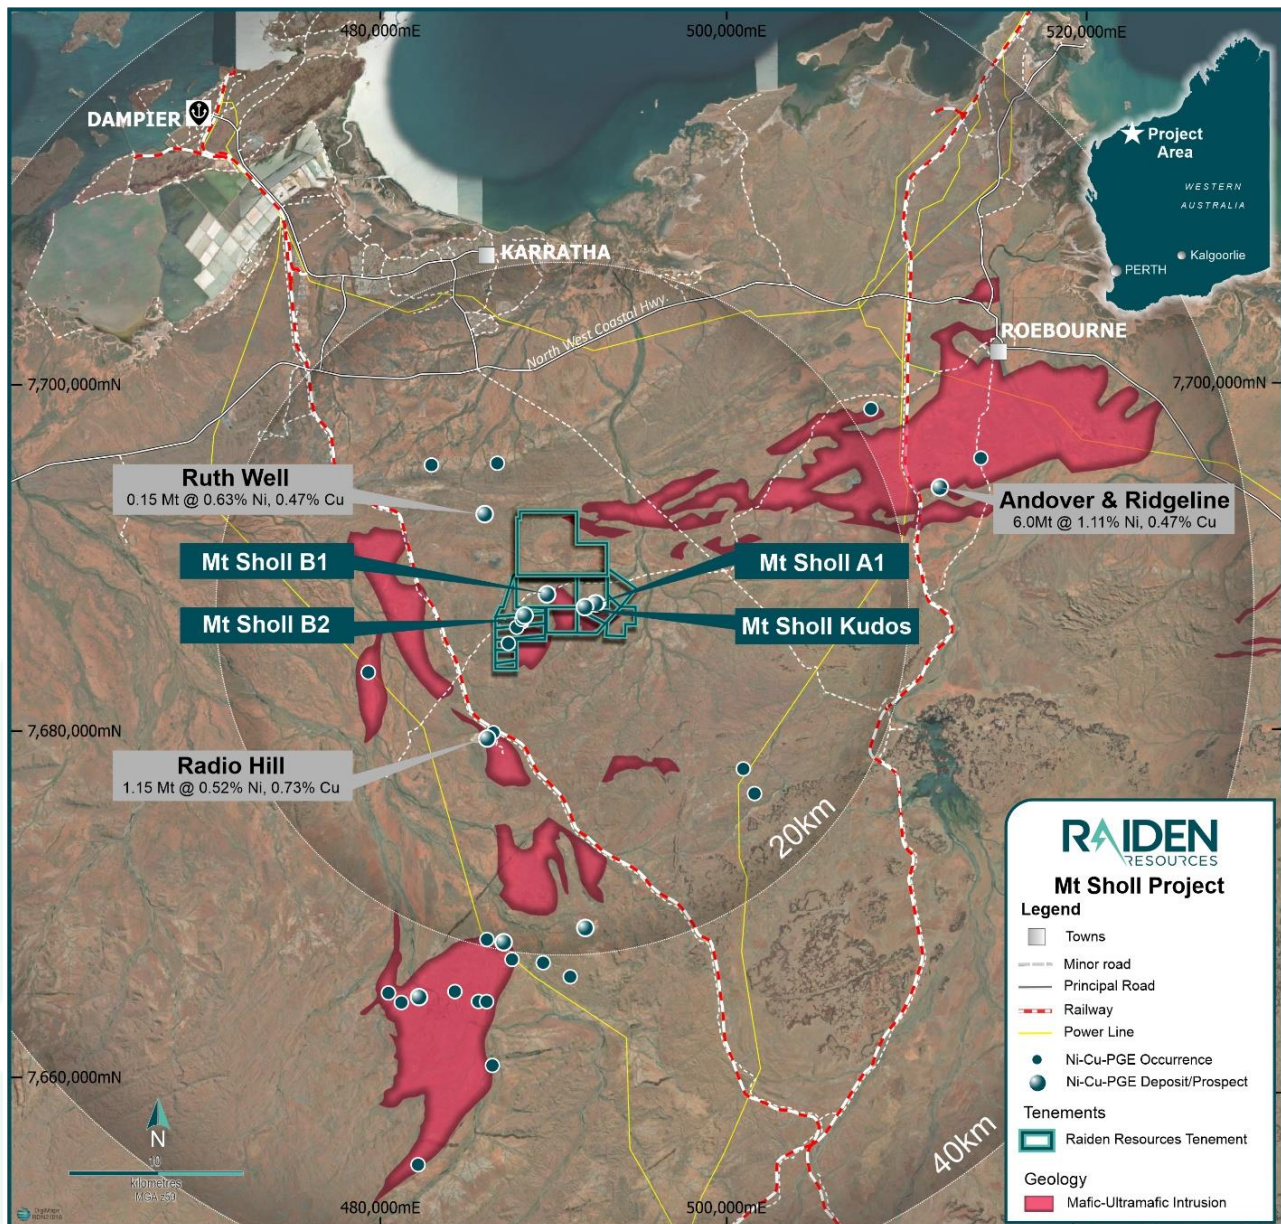 480,000mE
500,000mE
520,000mE
DAMPIER
Project
Area
WESTERN
AUSTRALIA
Kalgoorlie
PERTH
KARRATHA
North West Coastal Hwy.
ROEBOURNE
7,700,000mN
7,700,000mN
Ruth Well
0.15 Mt @ 0.63% Ni, 0.47% Cu
Andover & Ridgeline
6.0Mt @ 1.11% Ni, 0.47% Cu
Mt Sholl B1
Mt Sholl A1
Mt Sholl B2
Mt Sholl Kudos
7,680,000mN
Radio Hill
1.15 Mt @ 0.52% Ni, 0.73% Cu
20km
40km
7,660,000mN
N
10
kilometres
MGA z50
480,000mE
500,000mE
RAIDEN
RESOURCES
Mt Sholl Project
Legend
Towns
Minor road
Principal Road
Railway
Power Line
Ni-Cu-PGE Occurrence
Ni-Cu-PGE Deposit/Prospect
Tenements
Raiden Resources Tenement
Geology
Mafic-Ultramafic Intrusion